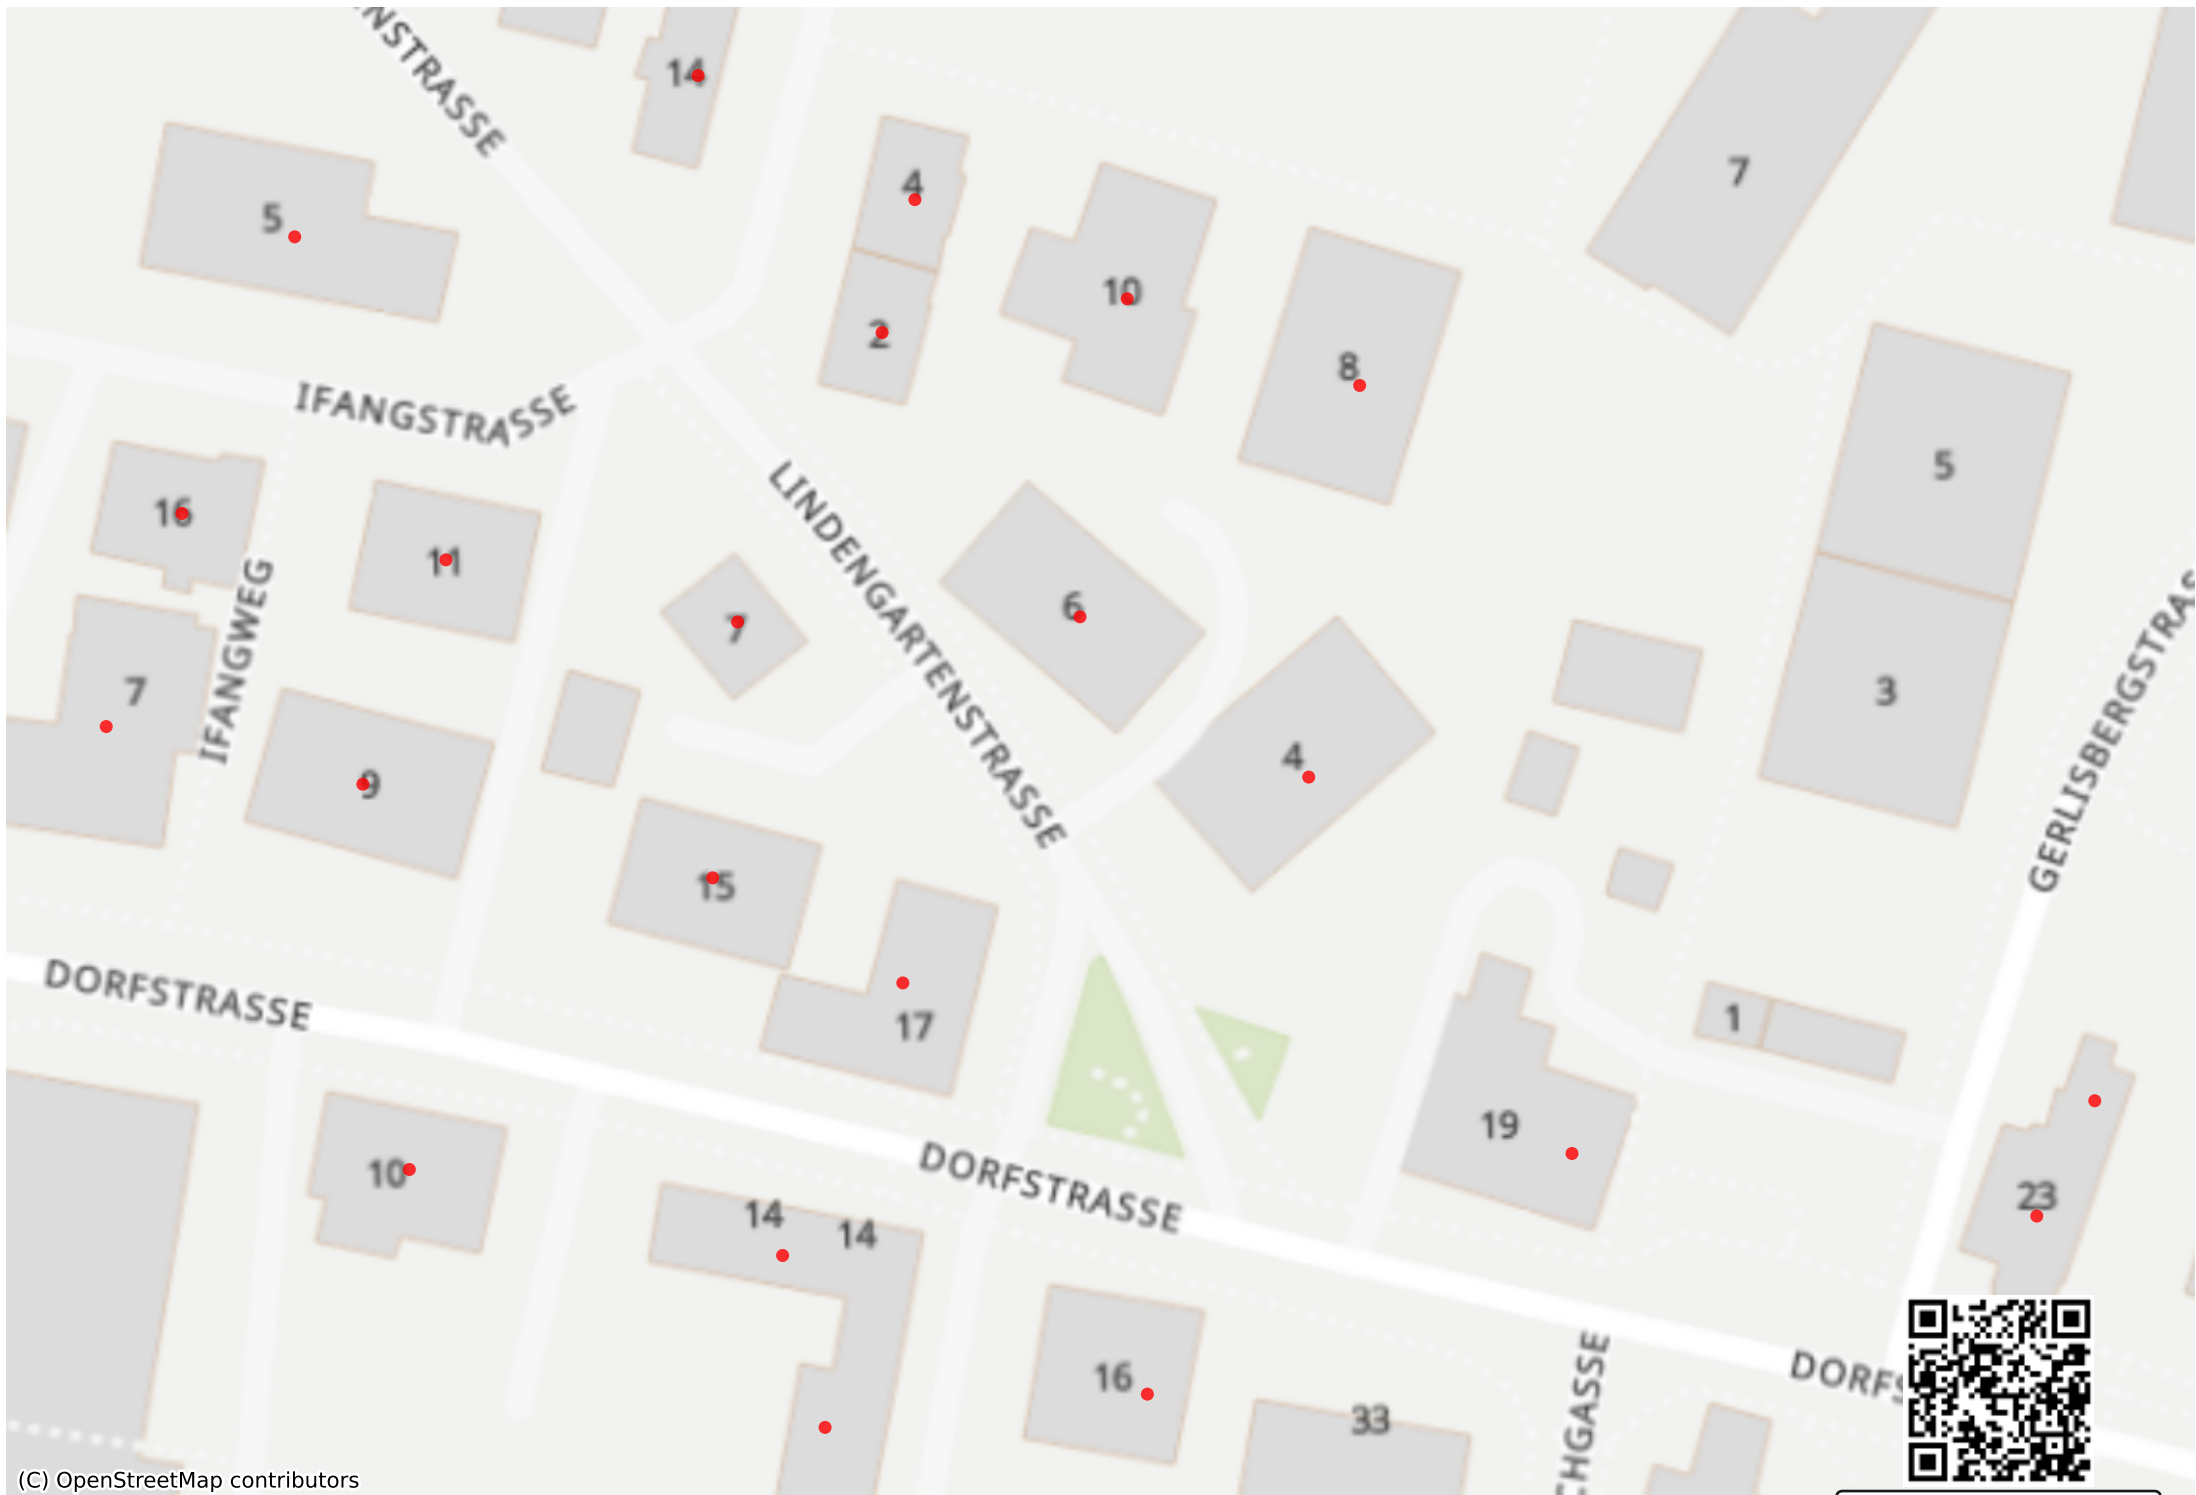 NSTRASSE
14
4
7
5
10
2
8
IFANGSTRASSE
5
16
11
LINDENGARTENSTRASSE
6
7
IFANGWEG
7
3
GERLISBERGSTRAS
4
9
15
DORFSTRASSE
17
1
19
10
DORFSTRASSE
23
14
14
16
DORFS
33
CHGASSE
(C) OpenStreetMap contributors